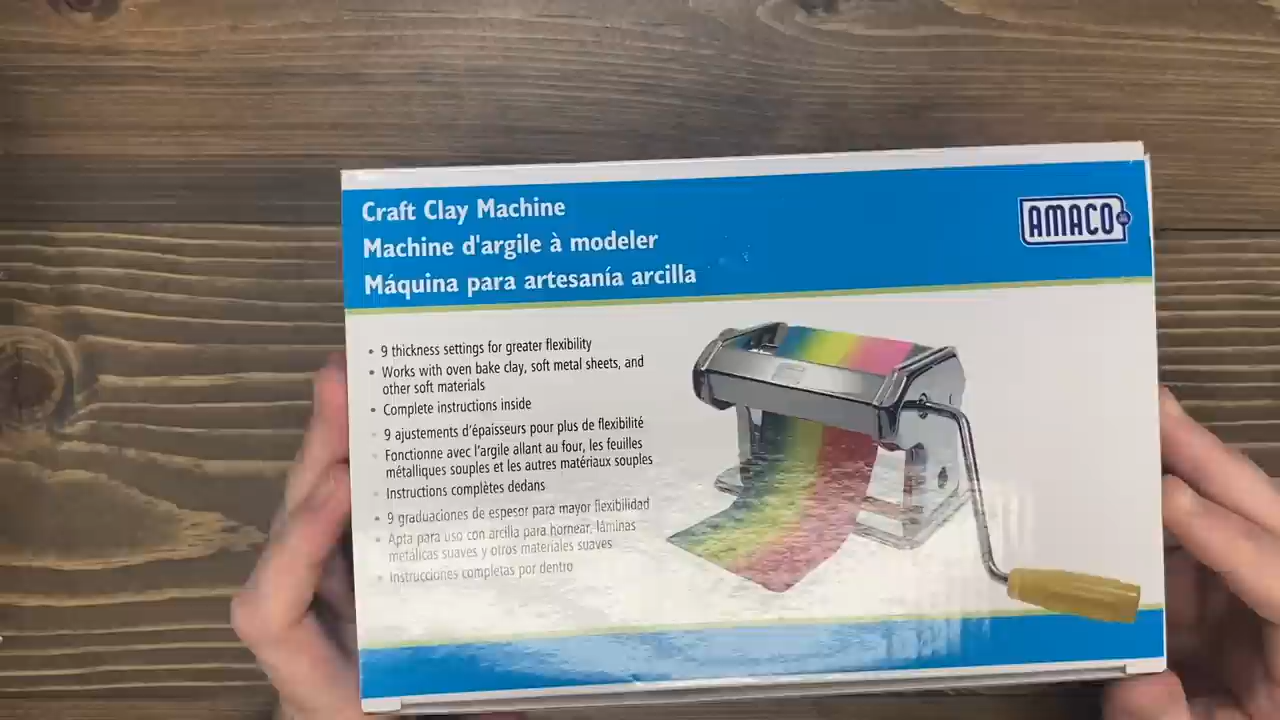 Craft Clay Machine
Machine d'argile à modeler
Máquina para artesanía arcilla
AMACO
• 9 thickness settings for greater flexibility
• Works with oven bake clay, soft metal sheets, and
other soft materials
• Complete instructions inside
• 9 ajustements d'épaisseurs pour plus de flexibilité
• Fonctionne avec l'argile allant au four, les feuilles
métalliques souples et les autres matériaux souples
• Instructions complètes dedans
• 9 graduaciones de espesor para mayor flexibilidad
• Apta para uso con arcilla para hornear, láminas
metálicas suaves y otros materiales suaves
• Instrucciones completas por dentro